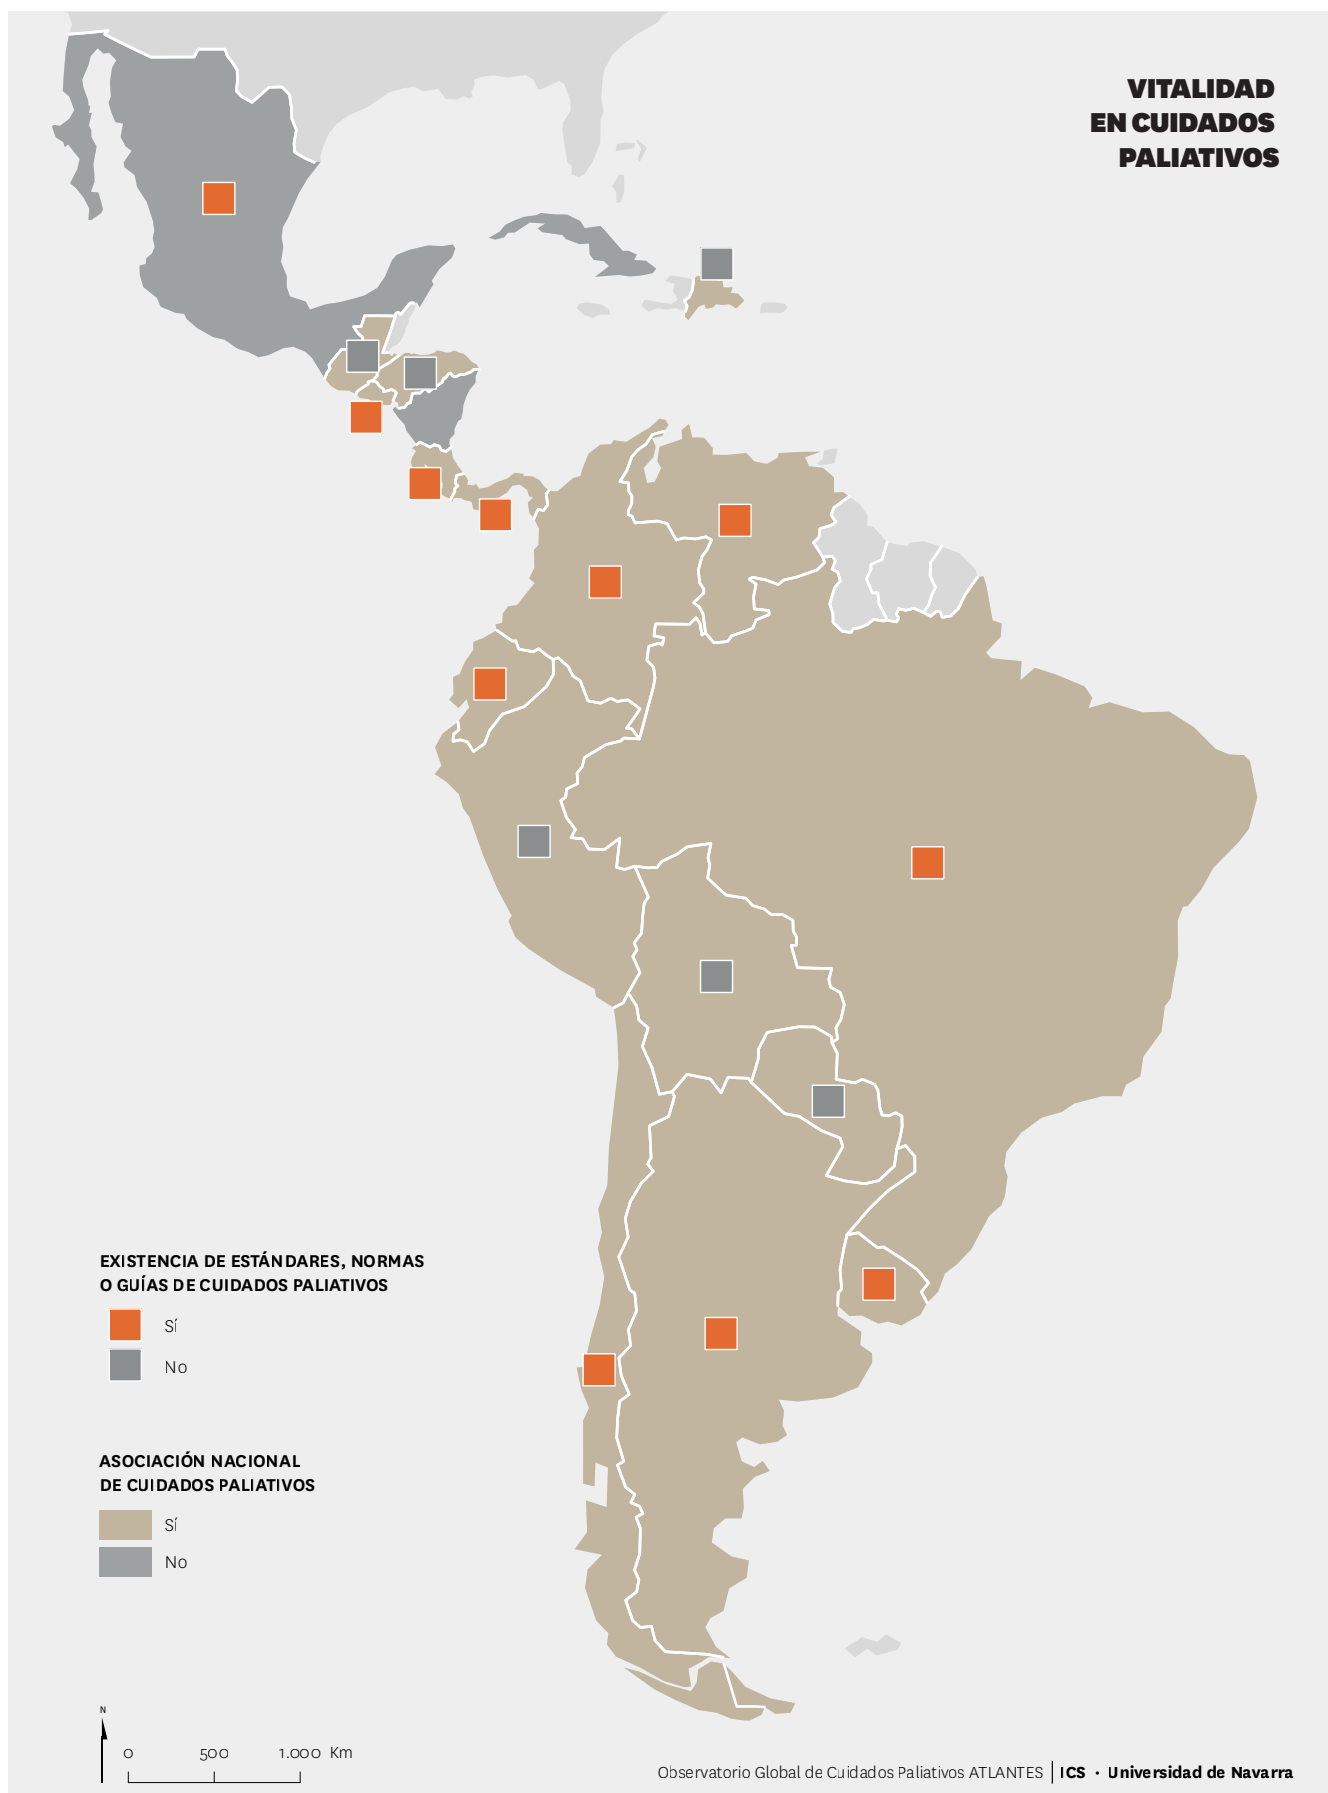 VITALIDAD
EN CUIDADOS
PALIATIVOS
EXISTENCIA DE ESTÁNDARES, NORMAS
O GUÍAS DE CUIDADOS PALIATIVOS
Sí
No
ASOCIACIÓN NACIONAL
DE CUIDADOS PALIATIVOS
Sí
No
N
0 500 1.000 Km
Observatorio Global de Cuidados Paliativos ATLANTES | ICS · Universidad de Navarra